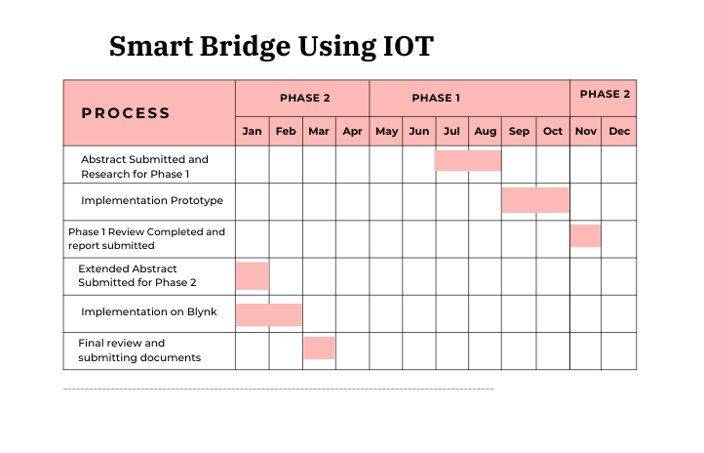 Smart Bridge Using IOT
PROCESS
PHASE 2
PHASE 1
PHASE 2
Jan Feb Mar Apr May Jun Jul Aug Sep Oct Nov Dec
Abstract Submitted and
Research for Phase 1
Implementation Prototype
Phase 1 Review Completed and
report submitted
Extended Abstract
Submitted for Phase 2
Implementation on Blynk
Final review and
submitting documents